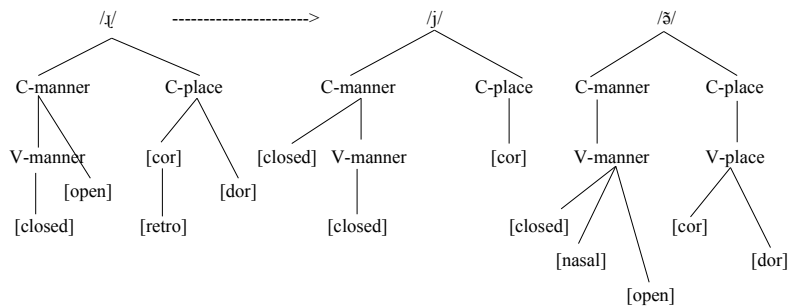 /ɻ/ --------------------> /j/ /ɝ̃/
C-manner C-place C-manner C-place C-manner C-place
V-manner [cor] [closed] V-manner [cor] V-manner V-place
[open] [dor]
[closed] [retro] [closed] [closed] [cor]
[nasal] [dor]
[open]